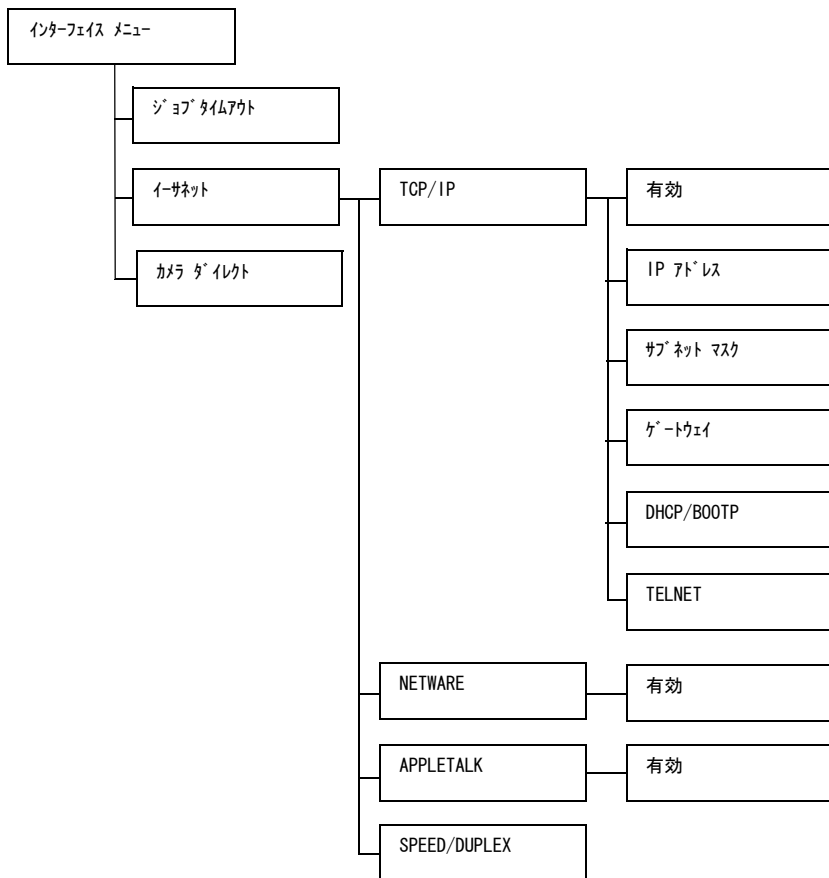 ｲﾝﾀｰﾌｪｲｽ ﾒﾆｭｰ
ｼﾞｮﾌﾞﾀｲﾑｱｳﾄ
ｲｰｻﾈｯﾄ
TCP/IP
有効
IP ｱﾄﾞﾚｽ
ｶﾒﾗ ﾀﾞｲﾚｸﾄ
ｻﾌﾞﾈｯﾄ ﾏｽｸ
ｹﾞｰﾄｳｪｲ
DHCP/BOOTP
TELNET
NETWARE
有効
APPLETALK
有効
SPEED/DUPLEX